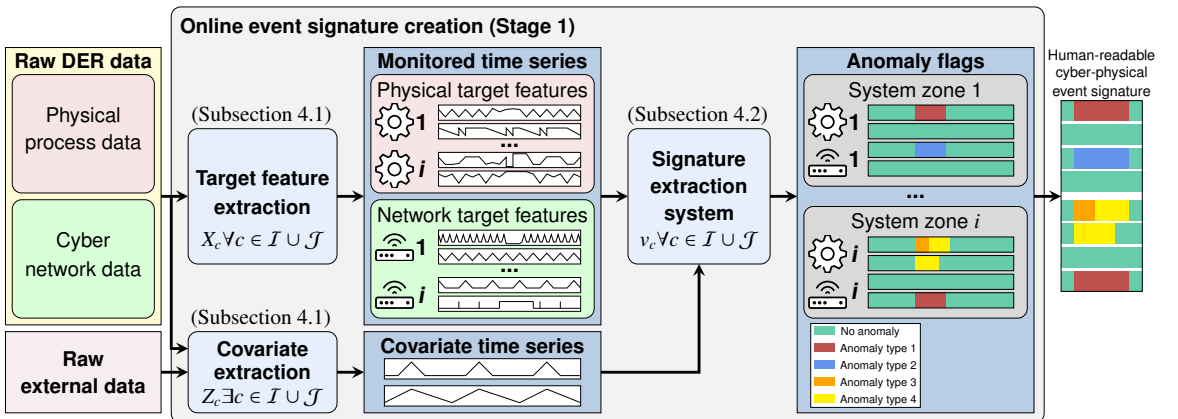 Online event signature creation (Stage 1)
Raw DER data
Physical
process data
Cyber
network data
Raw
external data
(Subsection 4.1)
Target feature
extraction
X_c∀c ∈ I ∪ J
(Subsection 4.1)
Covariate
extraction
Z_c∃c ∈ I ∪ J
Monitored time series
Physical target features
1
...
i
Network target features
1
...
i
Covariate time series
(Subsection 4.2)
Signature
extraction
system
ν_c∀c ∈ I ∪ J
Anomaly flags
System zone 1
1
1
...
System zone i
i
i
No anomaly
Anomaly type 1
Anomaly type 2
Anomaly type 3
Anomaly type 4
Human-readable
cyber-physical
event signature